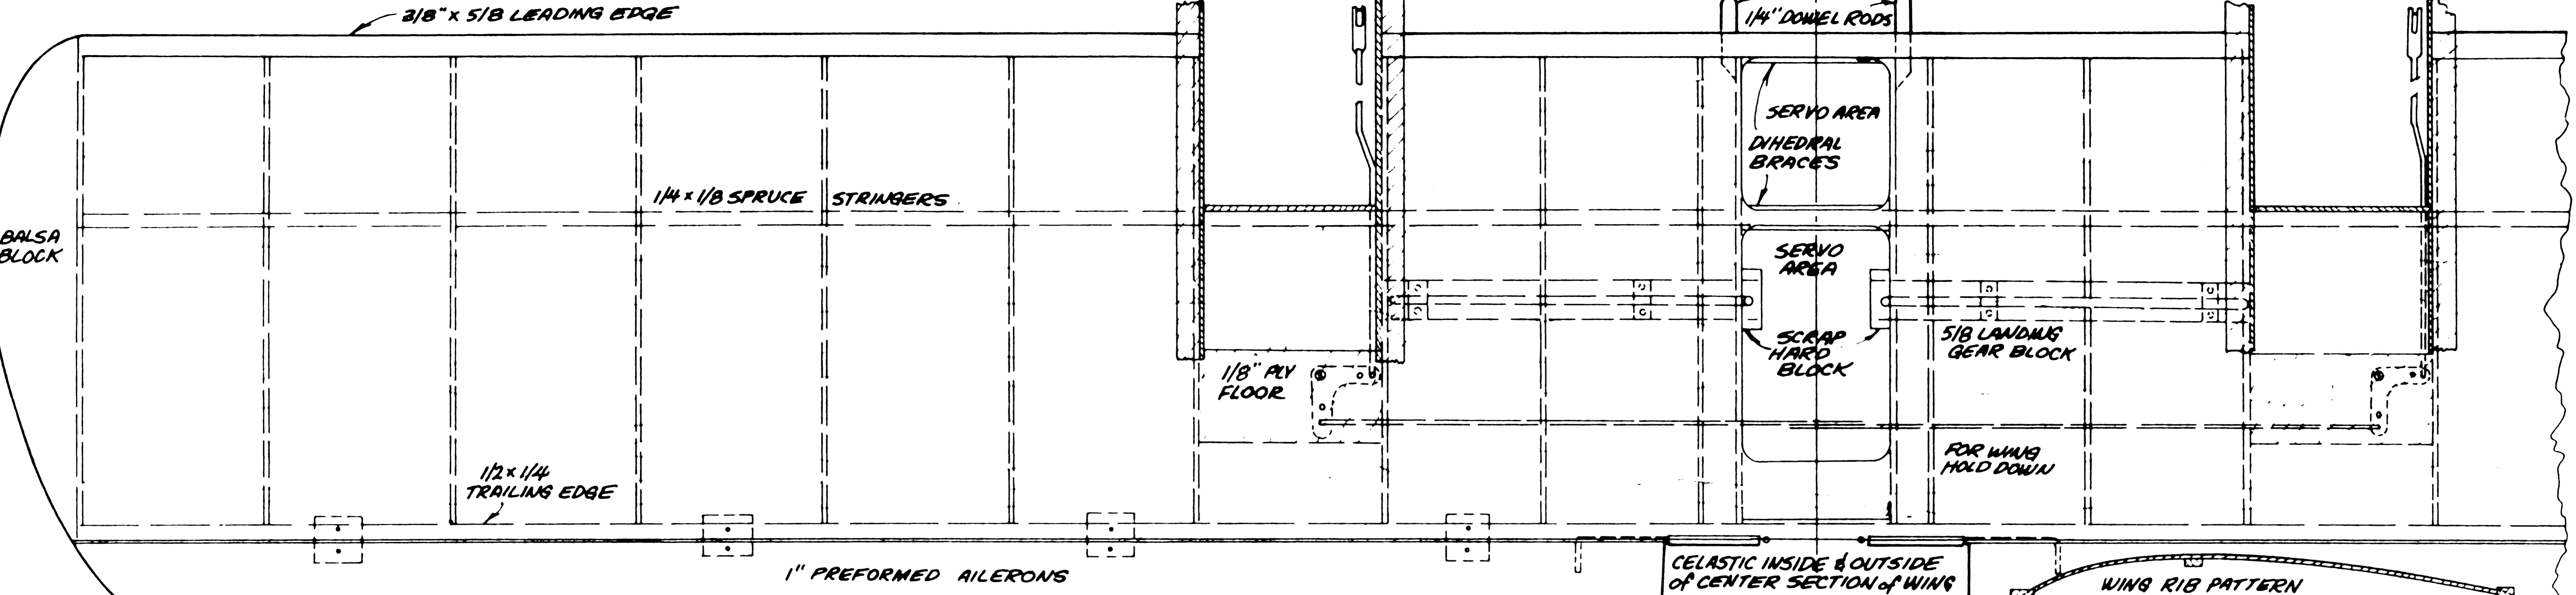 3/8" x 5/8 LEADING EDGE
1/4" DOWEL RODS
SERVO AREA
DIHEDRAL
BRACES
1/4 x 1/8 SPRUCE STRINGERS
BALSA
BLOCK
SERVO
AREA
SCRAP
HARD
BLOCK
5/8 LANDING
GEAR BLOCK
1/8" PLY
FLOOR
FOR WING
HOLD DOWN
1/2 x 1/4
TRAILING EDGE
1" PREFORMED AILERONS
CELASTIC INSIDE & OUTSIDE
of CENTER SECTION of WING
WING RIB PATTERN